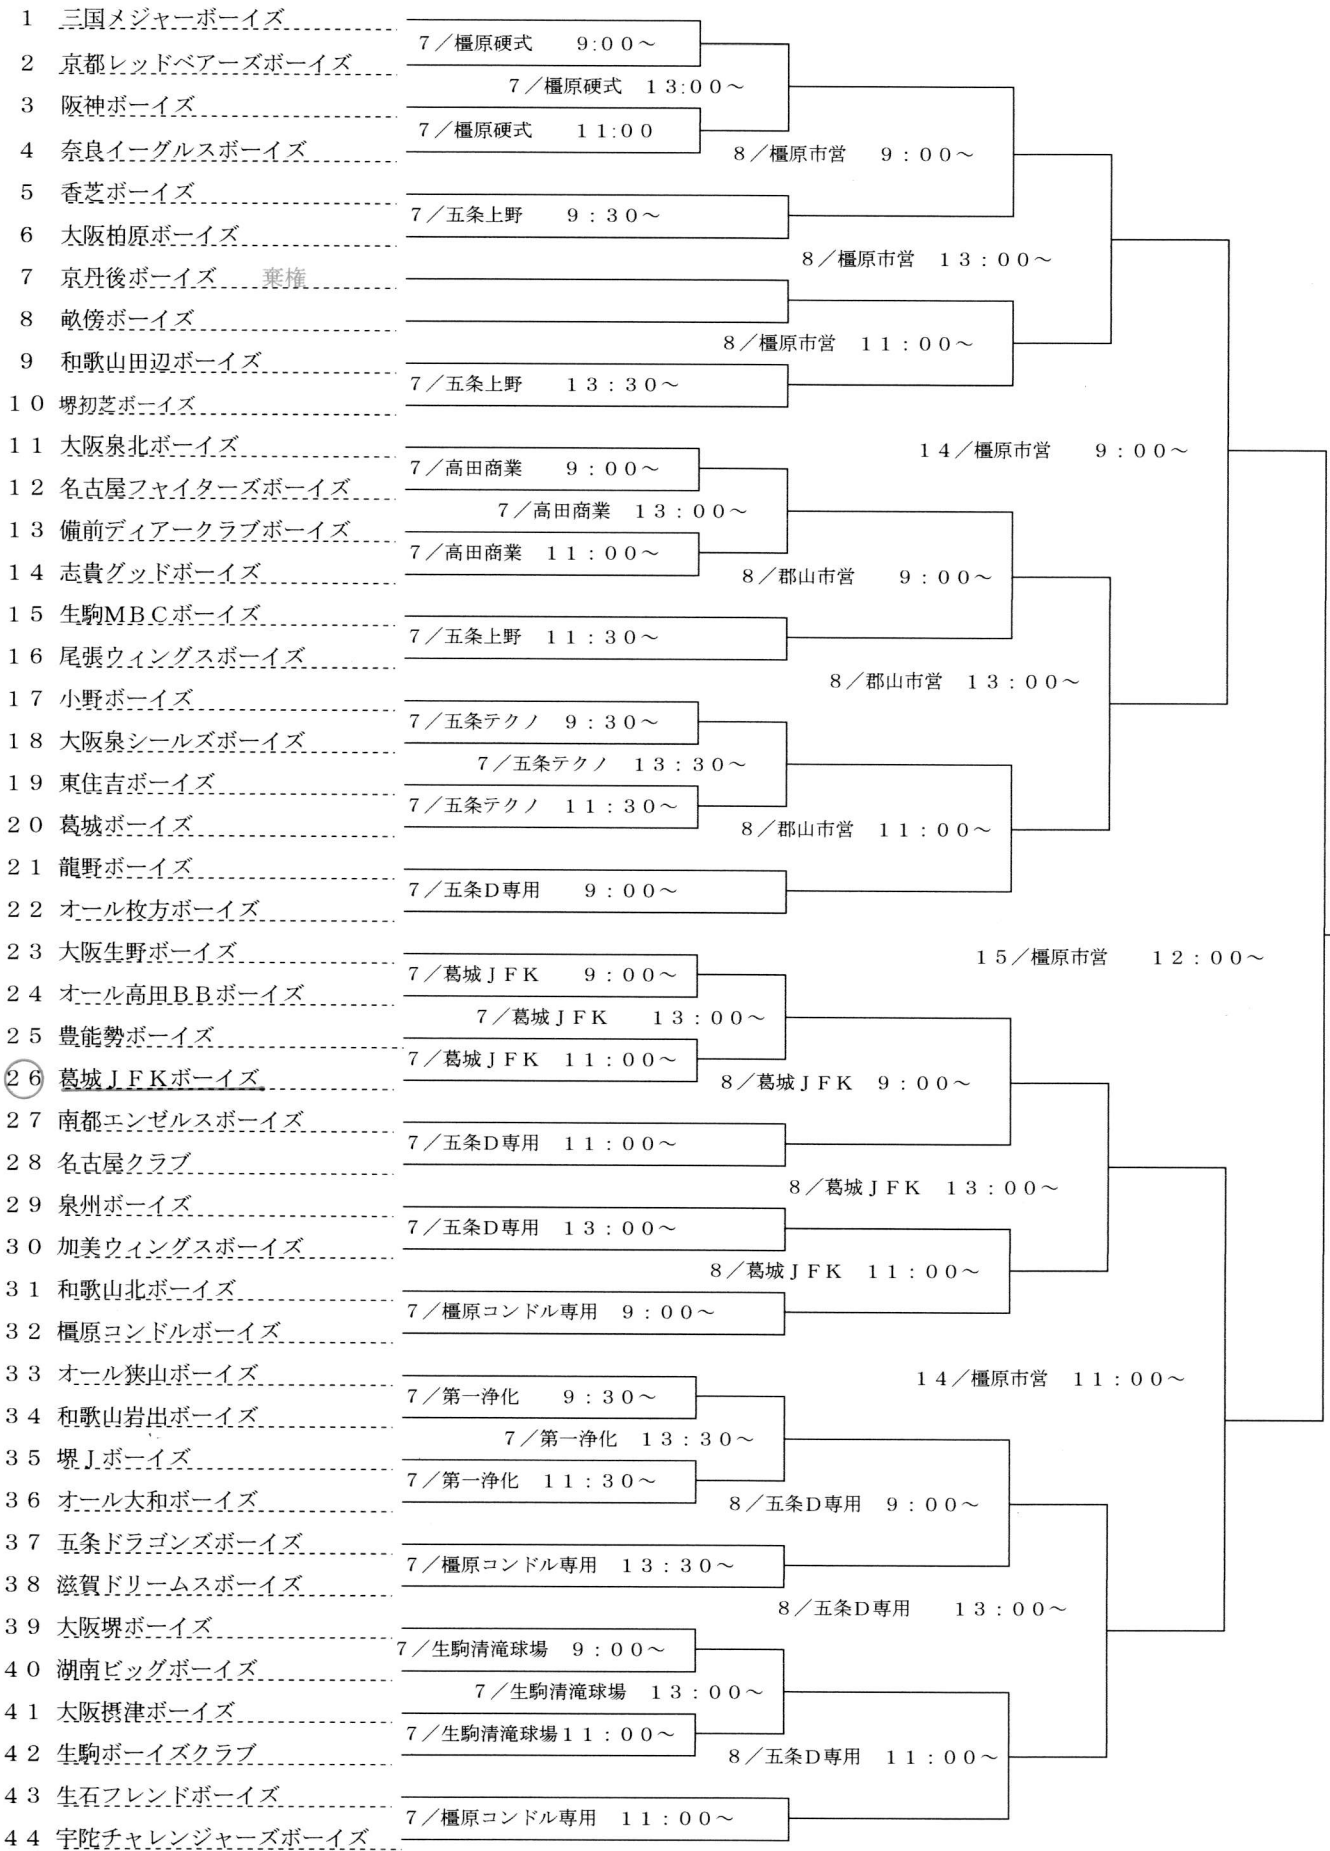 1 三国メジャーボーイズ
7／橿原硬式 9:00～
2 京都レッドベアーズボーイズ
7／橿原硬式 13:00～
3 阪神ボーイズ
7／橿原硬式 11:00
4 奈良イーグルスボーイズ
8／橿原市営 9：00～
5 香芝ボーイズ
7／五条上野 9：30～
6 大阪柏原ボーイズ
8／橿原市営 13：00～
7 京丹後ボーイズ 棄権
8 畝傍ボーイズ
8／橿原市営 11：00～
9 和歌山田辺ボーイズ
7／五条上野 13：30～
10 堺初芝ボーイズ
11 大阪泉北ボーイズ
14／橿原市営 9：00～
7／高田商業 9：00～
12 名古屋フャイターズボーイズ
7／高田商業 13：00～
13 備前ディアークラブボーイズ
7／高田商業 11：00～
14 志貴グッドボーイズ
8／郡山市営 9：00～
15 生駒MBCボーイズ
7／五条上野 11：30～
16 尾張ウィングスボーイズ
8／郡山市営 13：00～
17 小野ボーイズ
7／五条テクノ 9：30～
18 大阪泉シールズボーイズ
7／五条テクノ 13：30～
19 東住吉ボーイズ
7／五条テクノ 11：30～
20 葛城ボーイズ
8／郡山市営 11：00～
21 龍野ボーイズ
7／五条D専用 9：00～
22 オール枚方ボーイズ
23 大阪生野ボーイズ
15／橿原市営 12：00～
7／葛城JFK 9：00～
24 オール高田BBボーイズ
7／葛城JFK 13：00～
25 豊能勢ボーイズ
7／葛城JFK 11：00～
26 葛城JFKボーイズ
8／葛城JFK 9：00～
27 南都エンゼルスボーイズ
7／五条D専用 11：00～
28 名古屋クラブ
8／葛城JFK 13：00～
29 泉州ボーイズ
7／五条D専用 13：00～
30 加美ウィングスボーイズ
8／葛城JFK 11：00～
31 和歌山北ボーイズ
7／橿原コンドル専用 9：00～
32 橿原コンドルボーイズ
33 オール狭山ボーイズ
14／橿原市営 11：00～
7／第一浄化 9：30～
34 和歌山岩出ボーイズ
7／第一浄化 13：30～
35 堺Jボーイズ
7／第一浄化 11：30～
36 オール大和ボーイズ
8／五条D専用 9：00～
37 五条ドラゴンズボーイズ
7／橿原コンドル専用 13：30～
38 滋賀ドリームスボーイズ
8／五条D専用 13：00～
39 大阪堺ボーイズ
7／生駒清滝球場 9：00～
40 湖南ビッグボーイズ
7／生駒清滝球場 13：00～
41 大阪摂津ボーイズ
7／生駒清滝球場11：00～
42 生駒ボーイズクラブ
8／五条D専用 11：00～
43 生石フレンドボーイズ
7／橿原コンドル専用 11：00～
44 宇陀チャレンジャーズボーイズ